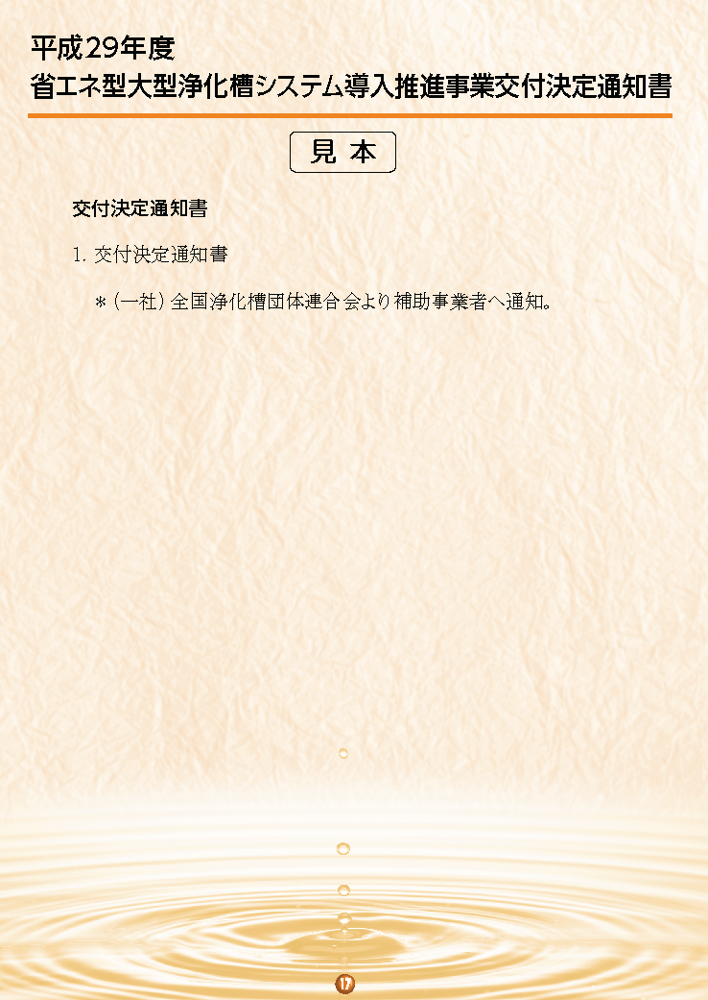 平成29年度
省エネ型大型浄化槽システム導入推進事業交付決定通知書
見 本
交付決定通知書
1. 交付決定通知書
＊（一社）全国浄化槽団体連合会より補助事業者へ通知。
17